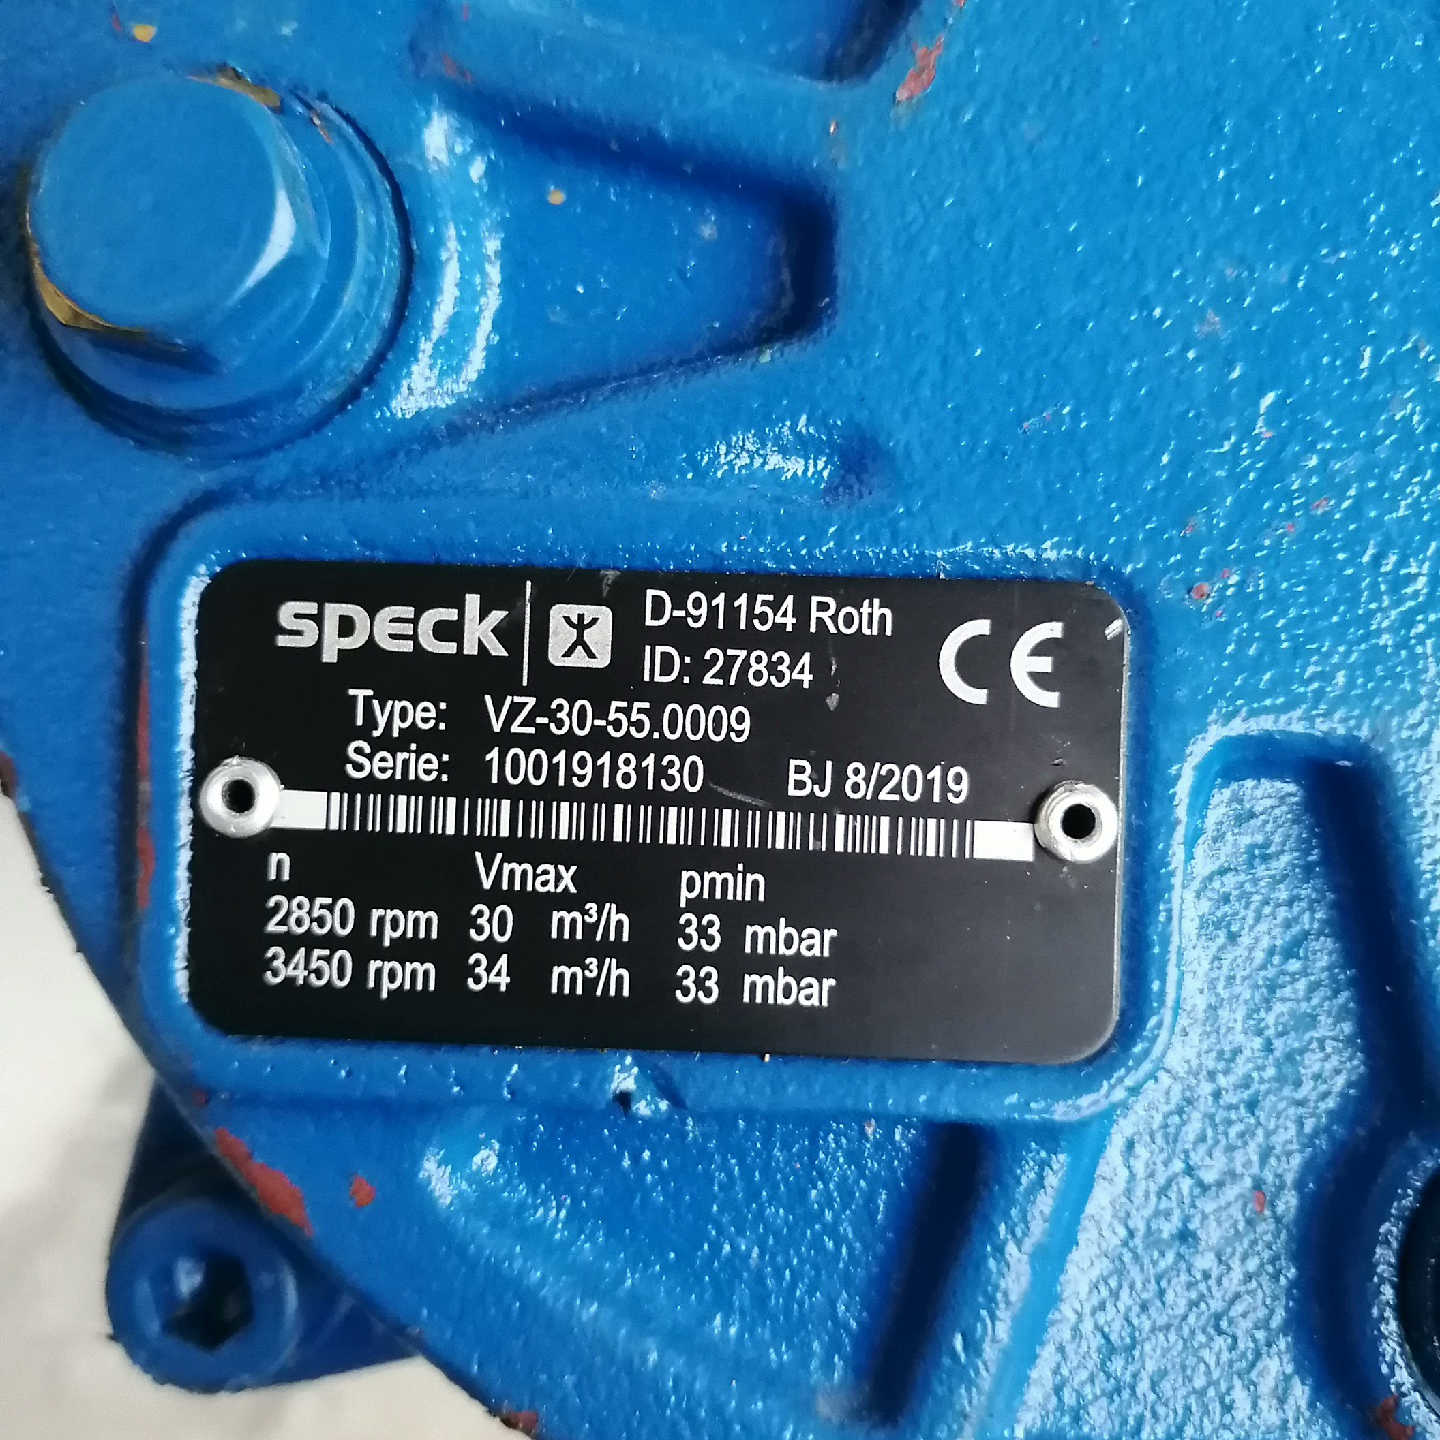 speck
D-91154 Roth
ID: 27834
CE
Type: VZ-30-55.0009
Serie: 1001918130 BJ 8/2019
n Vmax pmin
2850 rpm 30 m³/h 33 mbar
3450 rpm 34 m³/h 33 mbar